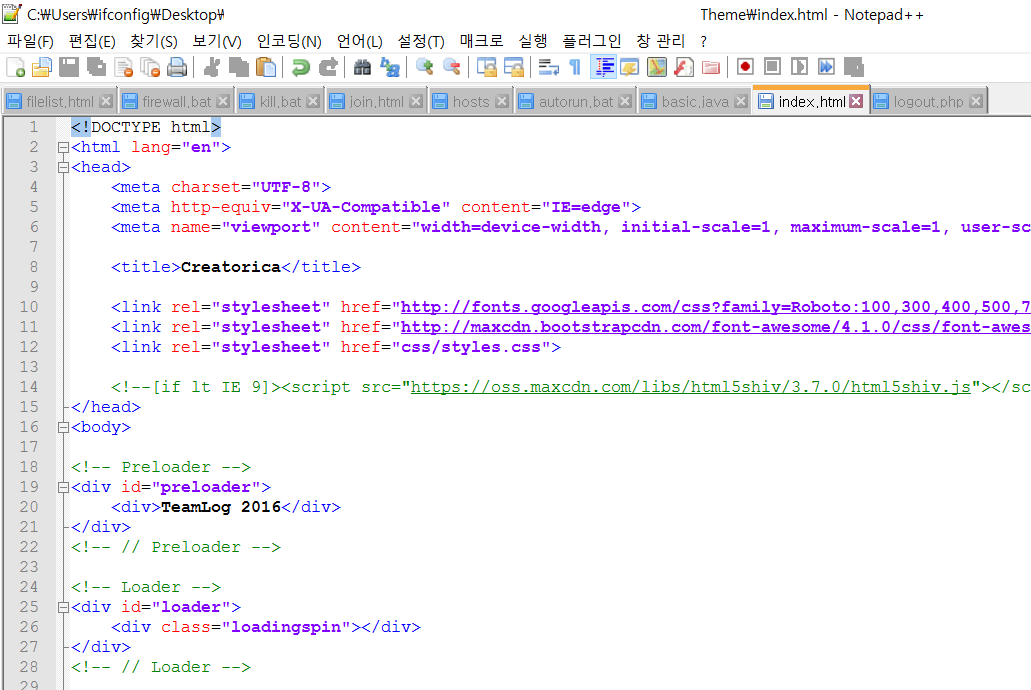 C:₩Users₩ifconfig₩Desktop₩ Theme₩index.html - Notepad++
파일(F) 편집(E) 찾기(S) 보기(V) 인코딩(N) 언어(L) 설정(T) 매크로 실행 플러그인 창 관리 ?
filelist.html firewall.bat kill.bat join.html hosts autorun.bat basic.java index.html logout.php
1 <!DOCTYPE html>
2 <html lang="en">
3 <head>
4 <meta charset="UTF-8">
5 <meta http-equiv="X-UA-Compatible" content="IE=edge">
6 <meta name="viewport" content="width=device-width, initial-scale=1, maximum-scale=1, user-sc
7
8 <title>Creatorica</title>
9
10 <link rel="stylesheet" href="http://fonts.googleapis.com/css?family=Roboto:100,300,400,500,7
11 <link rel="stylesheet" href="http://maxcdn.bootstrapcdn.com/font-awesome/4.1.0/css/font-awes
12 <link rel="stylesheet" href="css/styles.css">
13
14 <!--[if lt IE 9]><script src="https://oss.maxcdn.com/libs/html5shiv/3.7.0/html5shiv.js"></sc
15 </head>
16 <body>
17
18 <!-- Preloader -->
19 <div id="preloader">
20 <div>TeamLog 2016</div>
21 </div>
22 <!-- // Preloader -->
23
24 <!-- Loader -->
25 <div id="loader">
26 <div class="loadingspin"></div>
27 </div>
28 <!-- // Loader -->
29